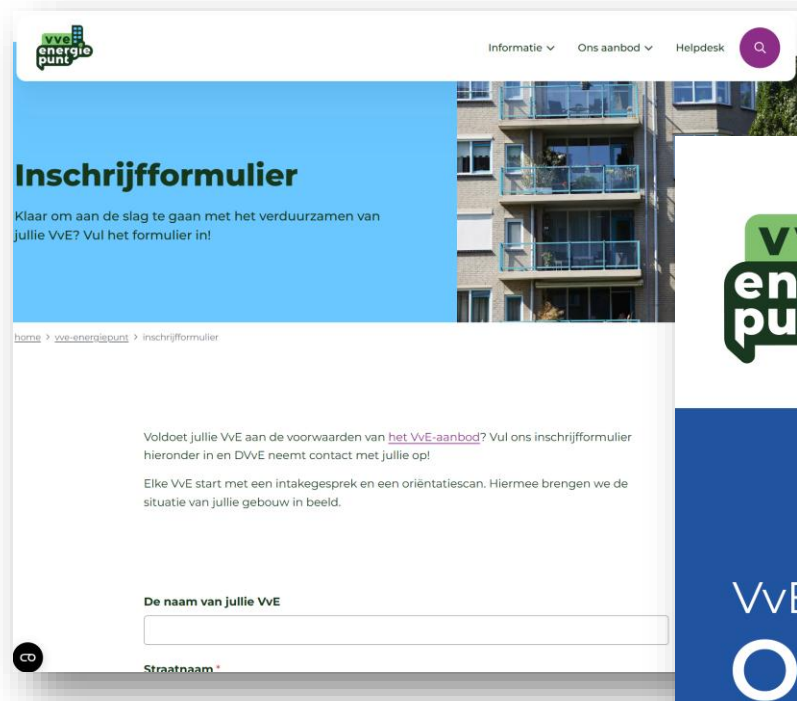 vve
energie
punt
Informatie
Ons aanbod
Helpdesk
Inschrijfformulier
Klaar om aan de slag te gaan met het verduurzamen van
jullie VvE? Vul het formulier in!
home > vve-energiepunt > inschrijfformulier
Voldoet jullie VvE aan de voorwaarden van het VvE-aanbod? Vul ons inschrijfformulier
hieronder in en DVvE neemt contact met jullie op!
Elke VvE start met een intakegesprek en een oriëntatiescan. Hiermee brengen we de
situatie van jullie gebouw in beeld.
De naam van jullie VvE
Straatnaam *
VvE